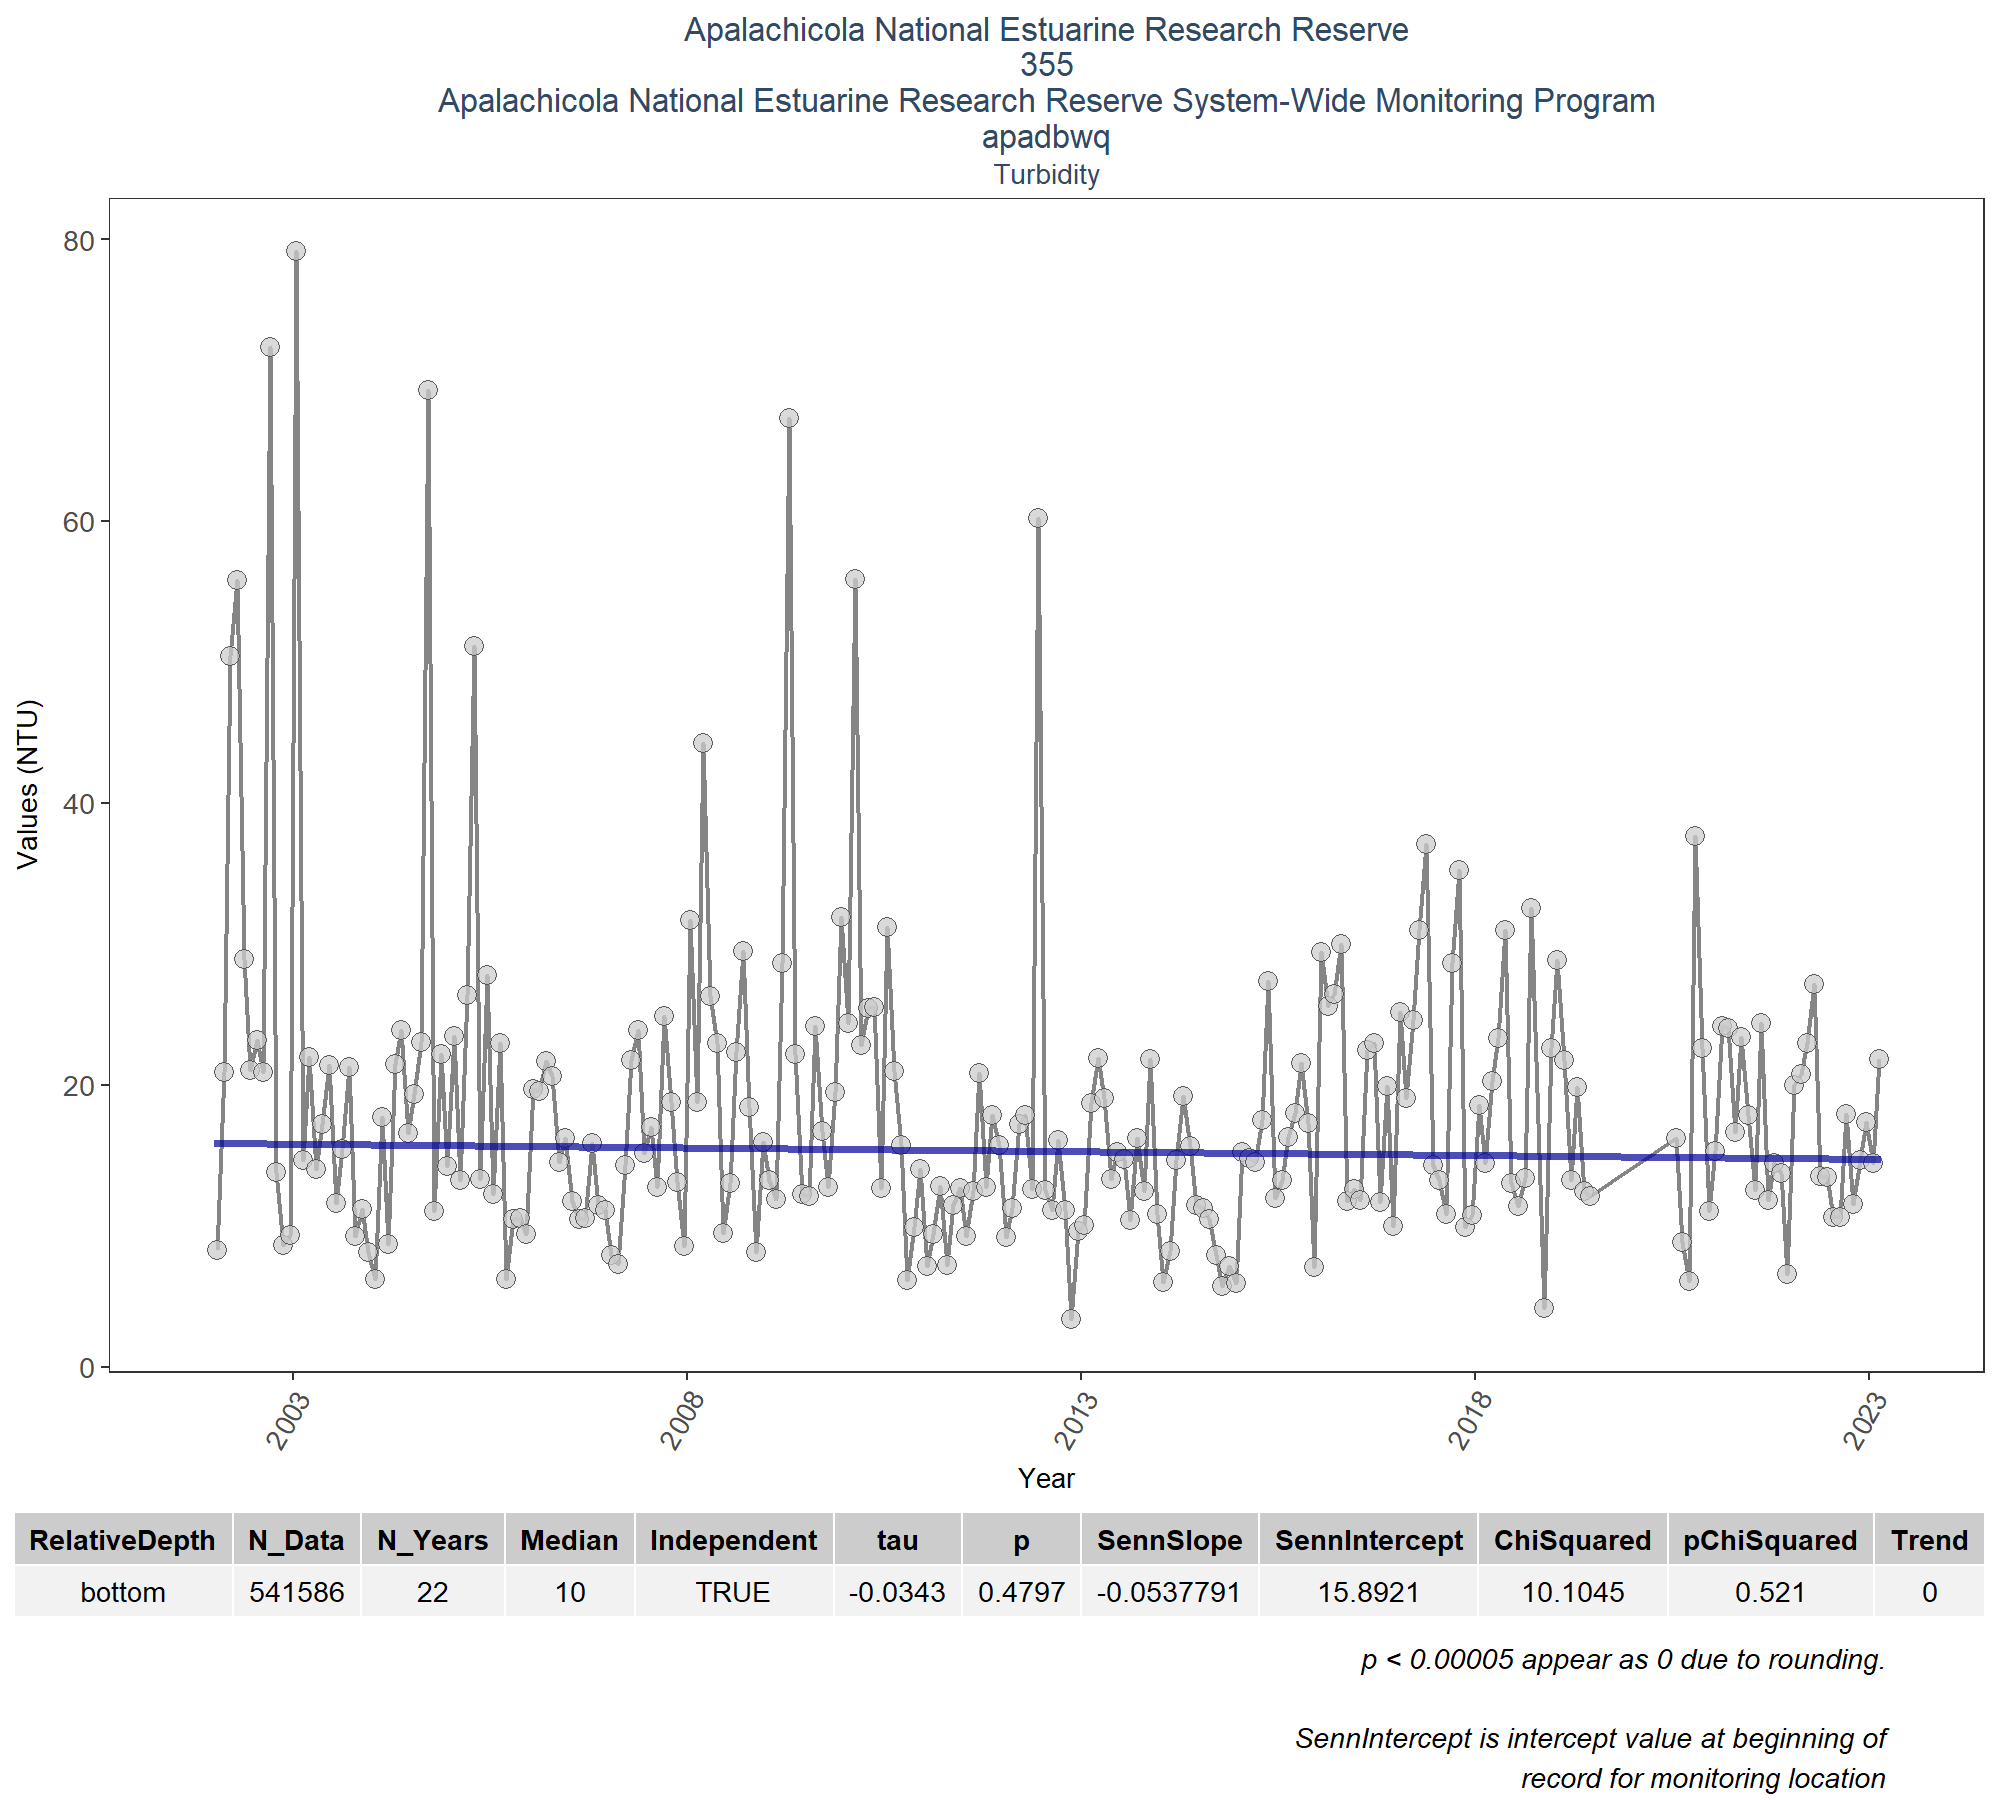 Apalachicola National Estuarine Research Reserve
355
Apalachicola National Estuarine Research Reserve System-Wide Monitoring Program
apadbwq
Turbidity
80
60
40
20
0
Values (NTU)
2003
2008
2013
2018
2023
Year
RelativeDepth N_Data N_Years Median Independent tau p SennSlope SennIntercept ChiSquared pChiSquared Trend
bottom 541586 22 10 TRUE -0.0343 0.4797 -0.0537791 15.8921 10.1045 0.521 0
p < 0.00005 appear as 0 due to rounding.
SennIntercept is intercept value at beginning of
record for monitoring location